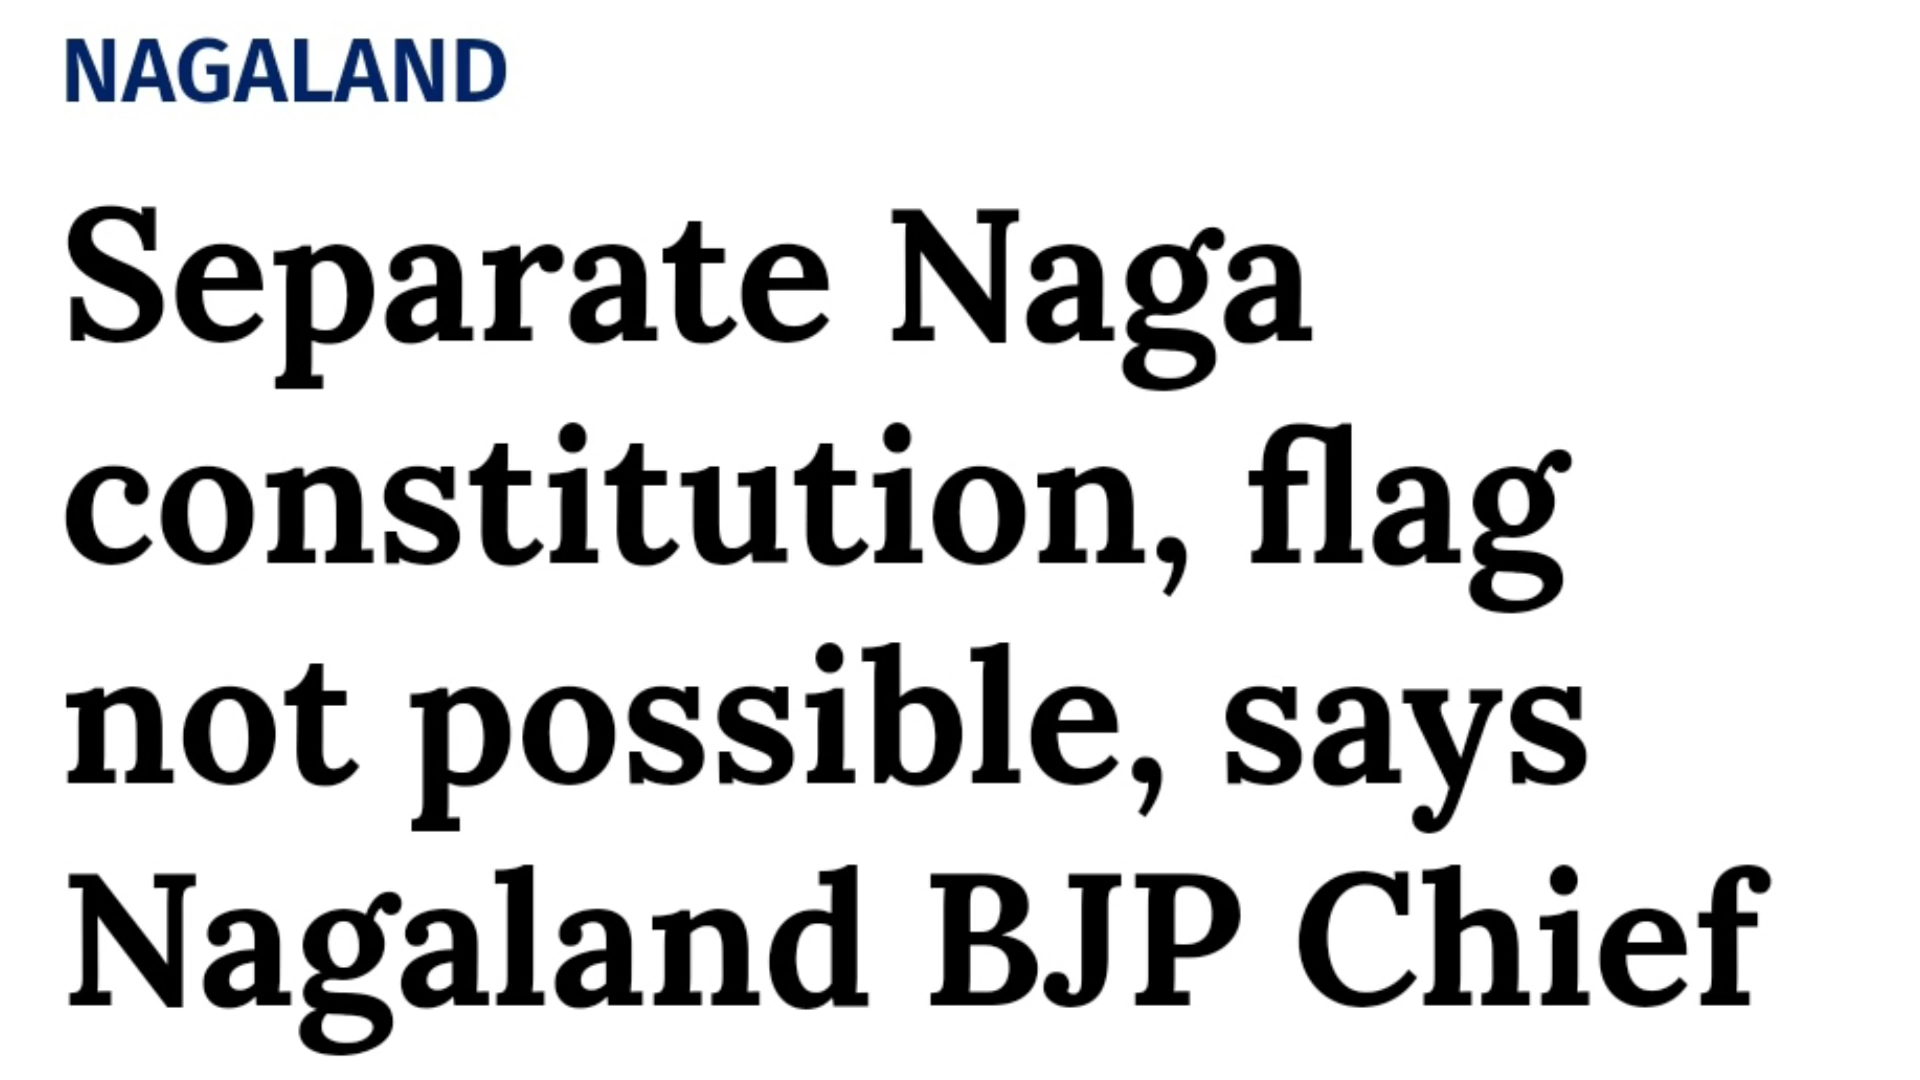 NAGALAND
Separate Naga
constitution, flag
not possible, says
Nagaland BJP Chief